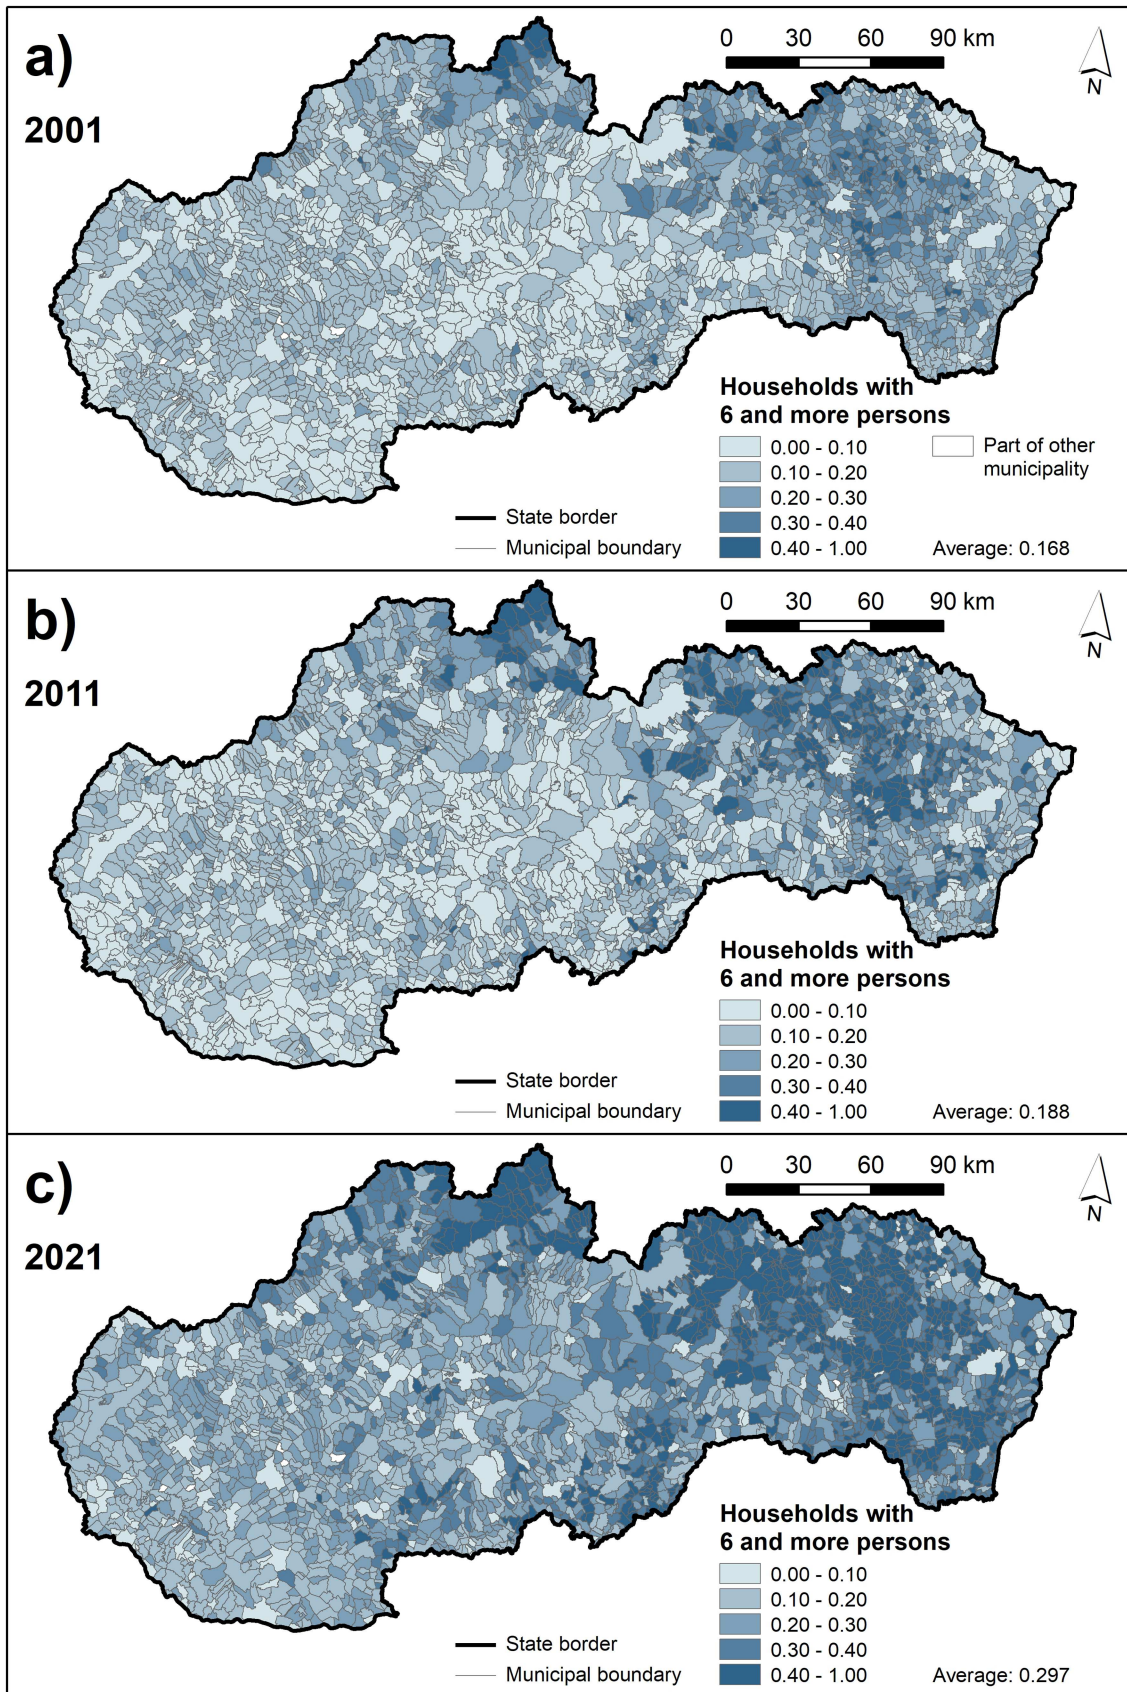 a)
2001
0 30 60 90 km
N
Households with
6 and more persons
0.00 - 0.10
0.10 - 0.20
0.20 - 0.30
0.30 - 0.40
0.40 - 1.00
Part of other
municipality
State border
Municipal boundary
Average: 0.168
b)
2011
0 30 60 90 km
N
Households with
6 and more persons
0.00 - 0.10
0.10 - 0.20
0.20 - 0.30
0.30 - 0.40
0.40 - 1.00
State border
Municipal boundary
Average: 0.188
c)
2021
0 30 60 90 km
N
Households with
6 and more persons
0.00 - 0.10
0.10 - 0.20
0.20 - 0.30
0.30 - 0.40
0.40 - 1.00
State border
Municipal boundary
Average: 0.297